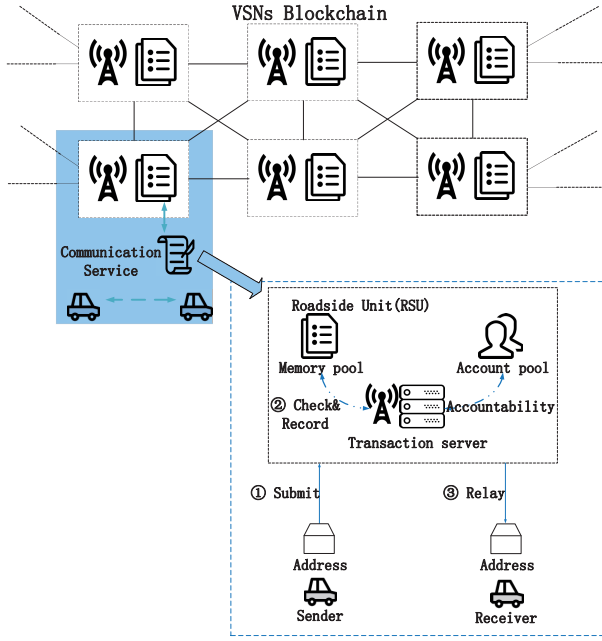 VSNs Blockchain
Communication
Service
Roadside Unit(RSU)
Memory pool
Account pool
② Check&
Record
Accountability
Transaction server
① Submit
③ Relay
Address
Address
Sender
Receiver